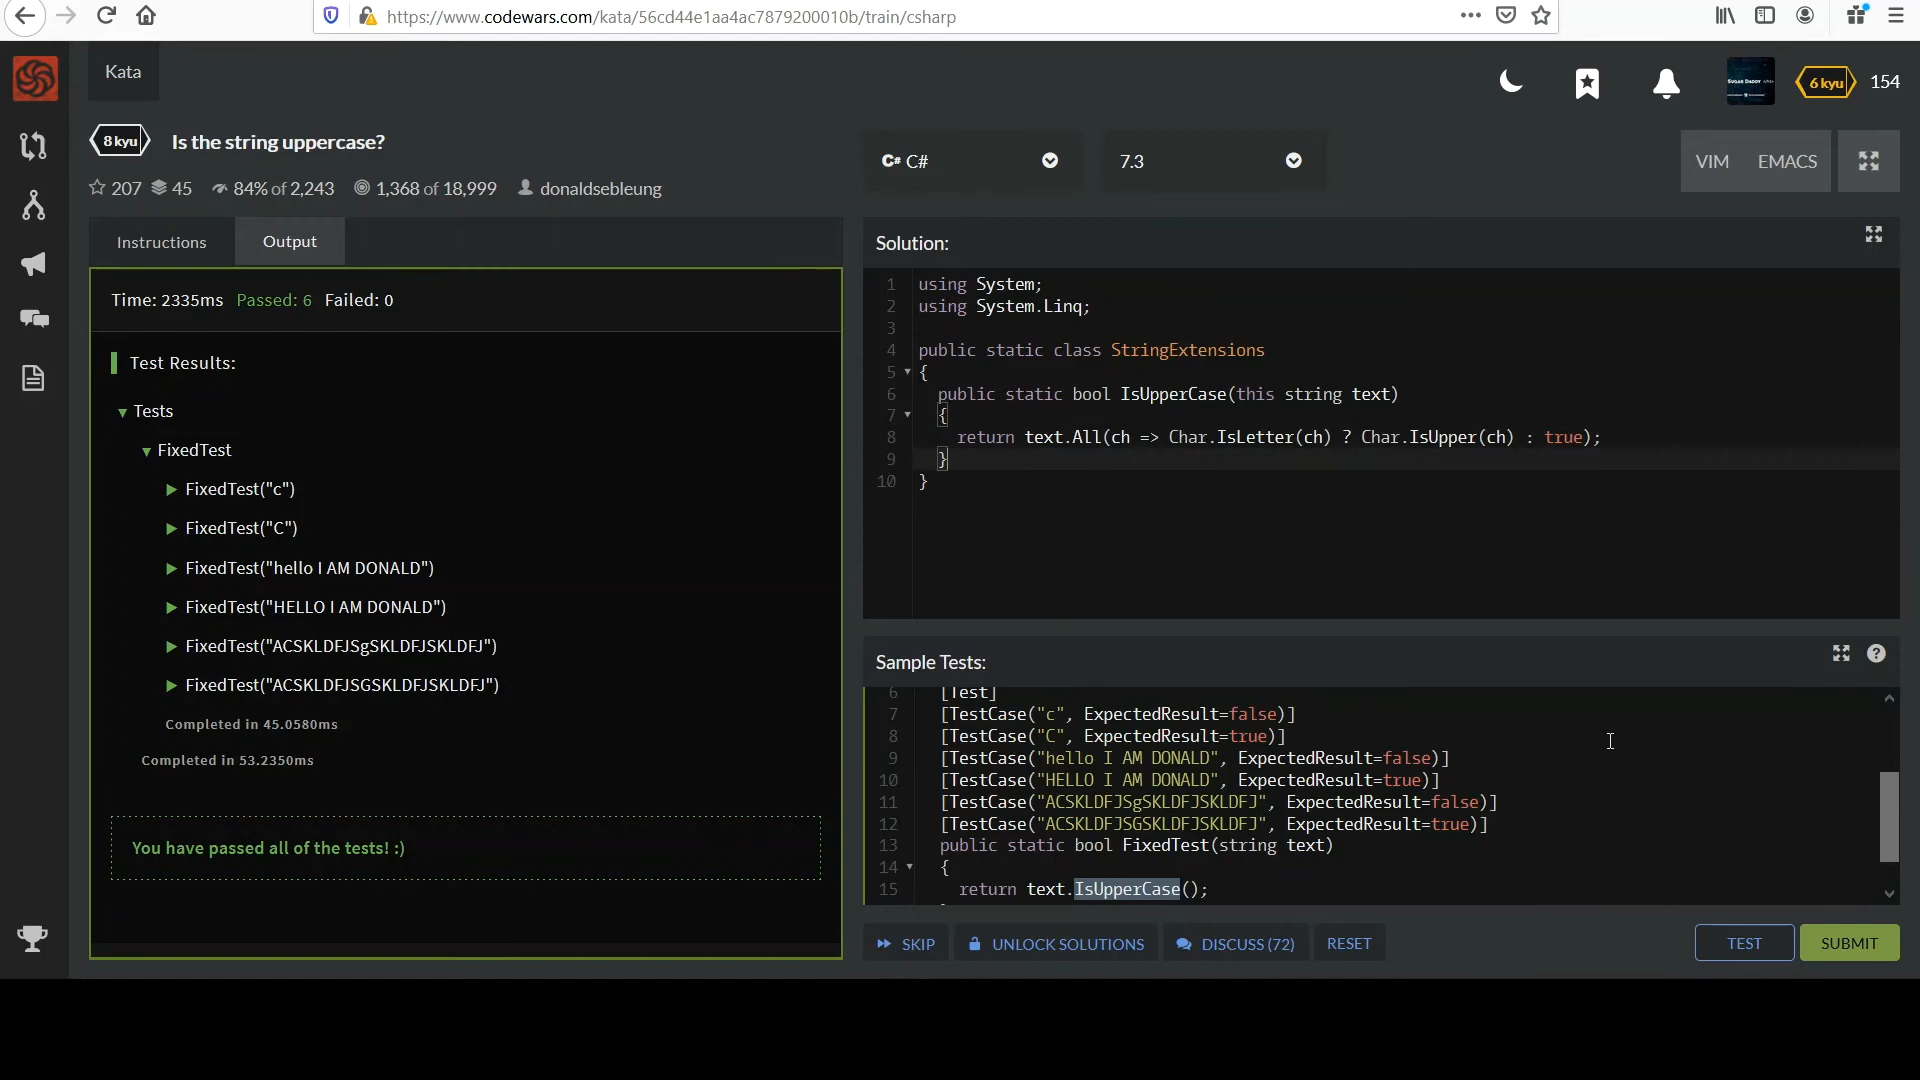 https://www.codewars.com/kata/56cd44e1aa4ac7879200010b/train/csharp
Kata
SUGAR DADDY
6 kyu
154
8 kyu
Is the string uppercase?
C# C#
7.3
VIM
EMACS
207
45
84% of 2,243
1,368 of 18,999
donaldsebleung
Instructions
Output
Time: 2335ms Passed: 6 Failed: 0
Test Results:
Tests
FixedTest
FixedTest("c")
FixedTest("C")
FixedTest("hello I AM DONALD")
FixedTest("HELLO I AM DONALD")
FixedTest("ACSKLDFJSgSKLDFJSKLDFJ")
FixedTest("ACSKLDFJSGSKLDFJSKLDFJ")
Completed in 45.0580ms
Completed in 53.2350ms
You have passed all of the tests! :)
Solution:
1 using System;
2 using System.Linq;
3
4 public static class StringExtensions
5 {
6 public static bool IsUpperCase(this string text)
7 {
8 return text.All(ch => Char.IsLetter(ch) ? Char.IsUpper(ch) : true);
9 }
10 }
Sample Tests:
6 [Test]
7 [TestCase("c", ExpectedResult=false)]
8 [TestCase("C", ExpectedResult=true)]
9 [TestCase("hello I AM DONALD", ExpectedResult=false)]
10 [TestCase("HELLO I AM DONALD", ExpectedResult=true)]
11 [TestCase("ACSKLDFJSgSKLDFJSKLDFJ", ExpectedResult=false)]
12 [TestCase("ACSKLDFJSGSKLDFJSKLDFJ", ExpectedResult=true)]
13 public static bool FixedTest(string text)
14 {
15 return text.IsUpperCase();
SKIP
UNLOCK SOLUTIONS
DISCUSS (72)
RESET
TEST
SUBMIT